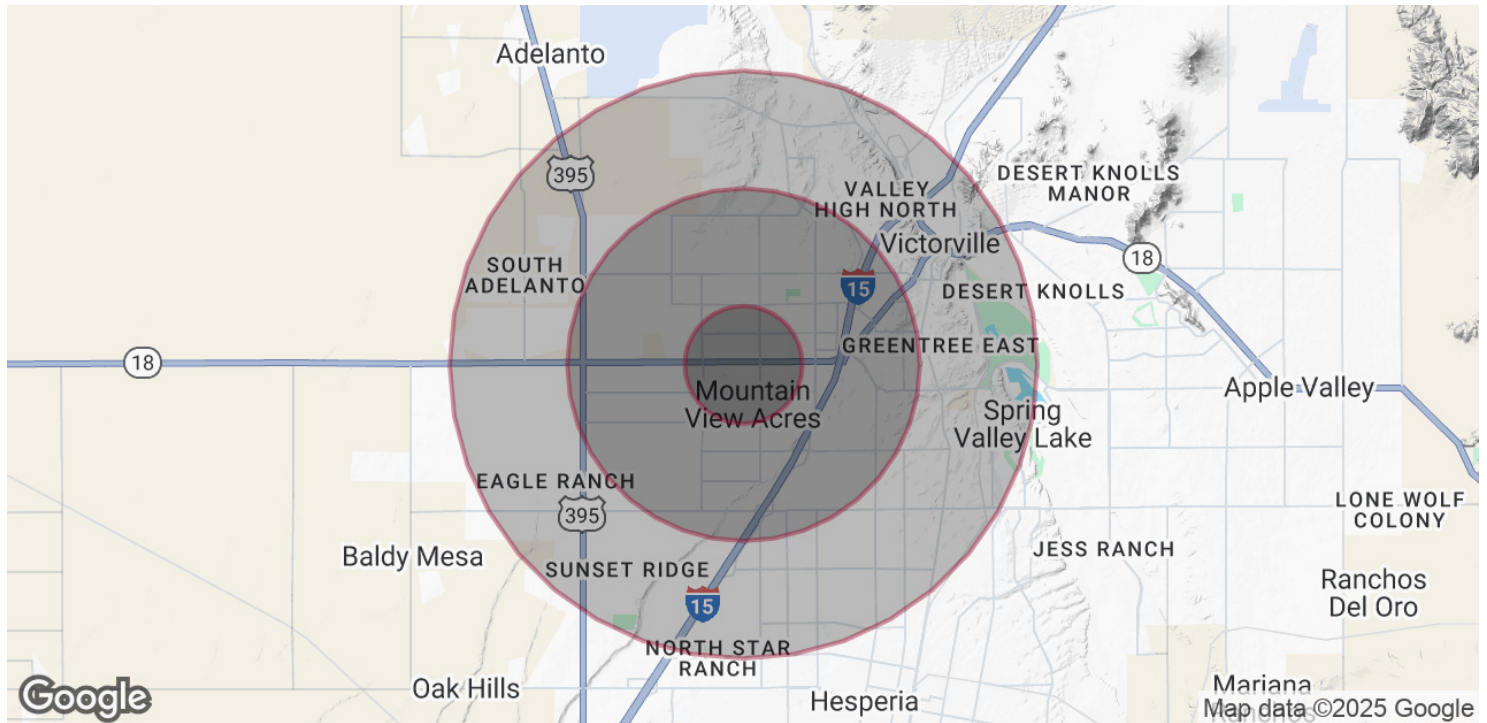 Adelanto
395
DESERT KNOLLS
MANOR
VALLEY
HIGH NORTH
Victorville
18
SOUTH
ADELANTO
15
DESERT KNOLLS
GREENTREE EAST
18
Mountain
View Acres
Apple Valley
Spring
Valley Lake
EAGLE RANCH
395
LONE WOLF
COLONY
Baldy Mesa
JESS RANCH
SUNSET RIDGE
Ranchos
Del Oro
15
NORTH STAR
RANCH
Oak Hills
Hesperia
Mariana
Ranchos
Google
Map data ©2025 Google